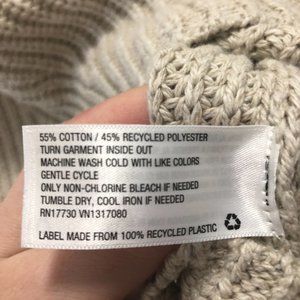 55% COTTON / 45% RECYCLED POLYESTER
TURN GARMENT INSIDE OUT
MACHINE WASH COLD WITH LIKE COLORS
GENTLE CYCLE
ONLY NON-CHLORINE BLEACH IF NEEDED
TUMBLE DRY, COOL IRON IF NEEDED
RN17730 VN1317080
LABEL MADE FROM 100% RECYCLED PLASTIC